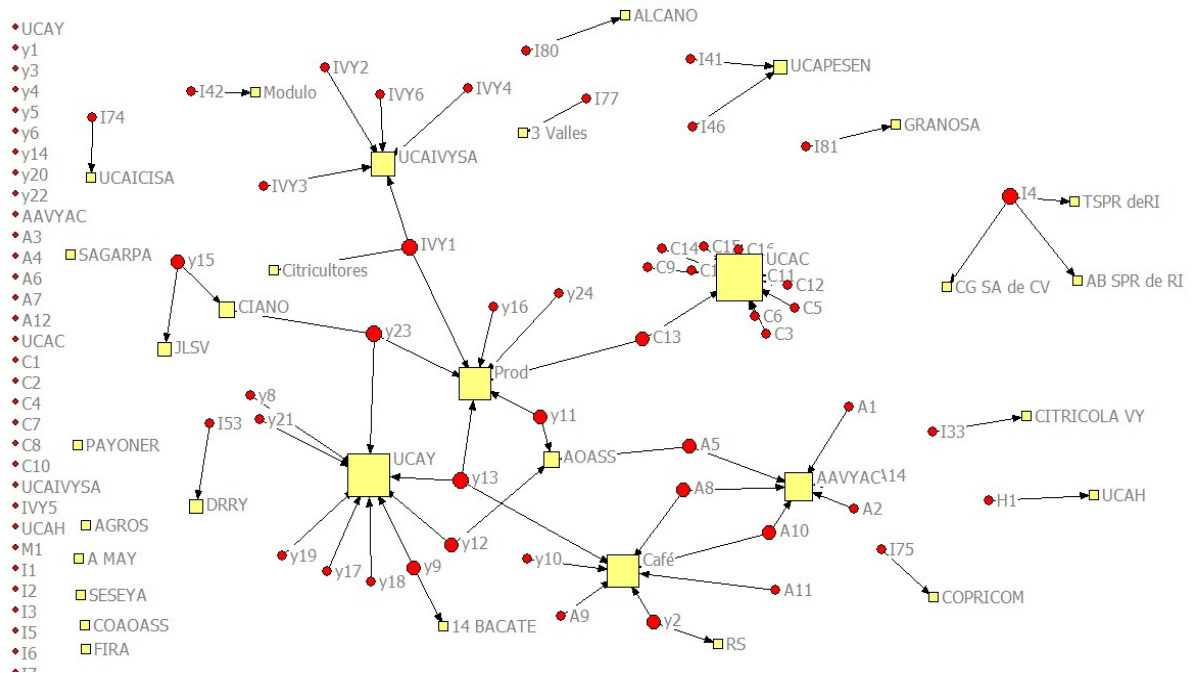 UCAY
y1
y3
y4
y5
y6
y14
y20
y22
AAVYAC
A3
A4
A6
A7
A12
UCAC
C1
C2
C4
C7
C8
C10
UCAIVYSA
IVY5
UCAH
M1
I1
I2
I3
I5
I6
I7
ALCANO
I80
I41
UCAPESEN
IVY2
I42
Modulo
IVY6
IVY4
I77
I74
3 Valles
I46
GRANOSA
I81
UCAIVYSA
UCAICISA
IVY3
I4
TSPR deRI
SAGARPA
y15
IVY1
Citricultores
C14
C15
C9
UCAC
C11
C12
CG SA de CV
AB SPR de RI
CIANO
y16
y24
C5
C6
C3
y23
C13
JLSV
Prod
y8
y21
I53
y11
A1
CITRICOLA VY
I33
PAYONER
UCAY
AOASS
A5
y13
A8
AAVYAC
A14
DRRY
A2
H1
UCAH
AGROS
A10
A MAY
y19
y17
y18
y9
y12
y10
Café
I75
SESEYA
A11
COPRICOM
COAOASS
14 BACATE
A9
y2
FIRA
RS